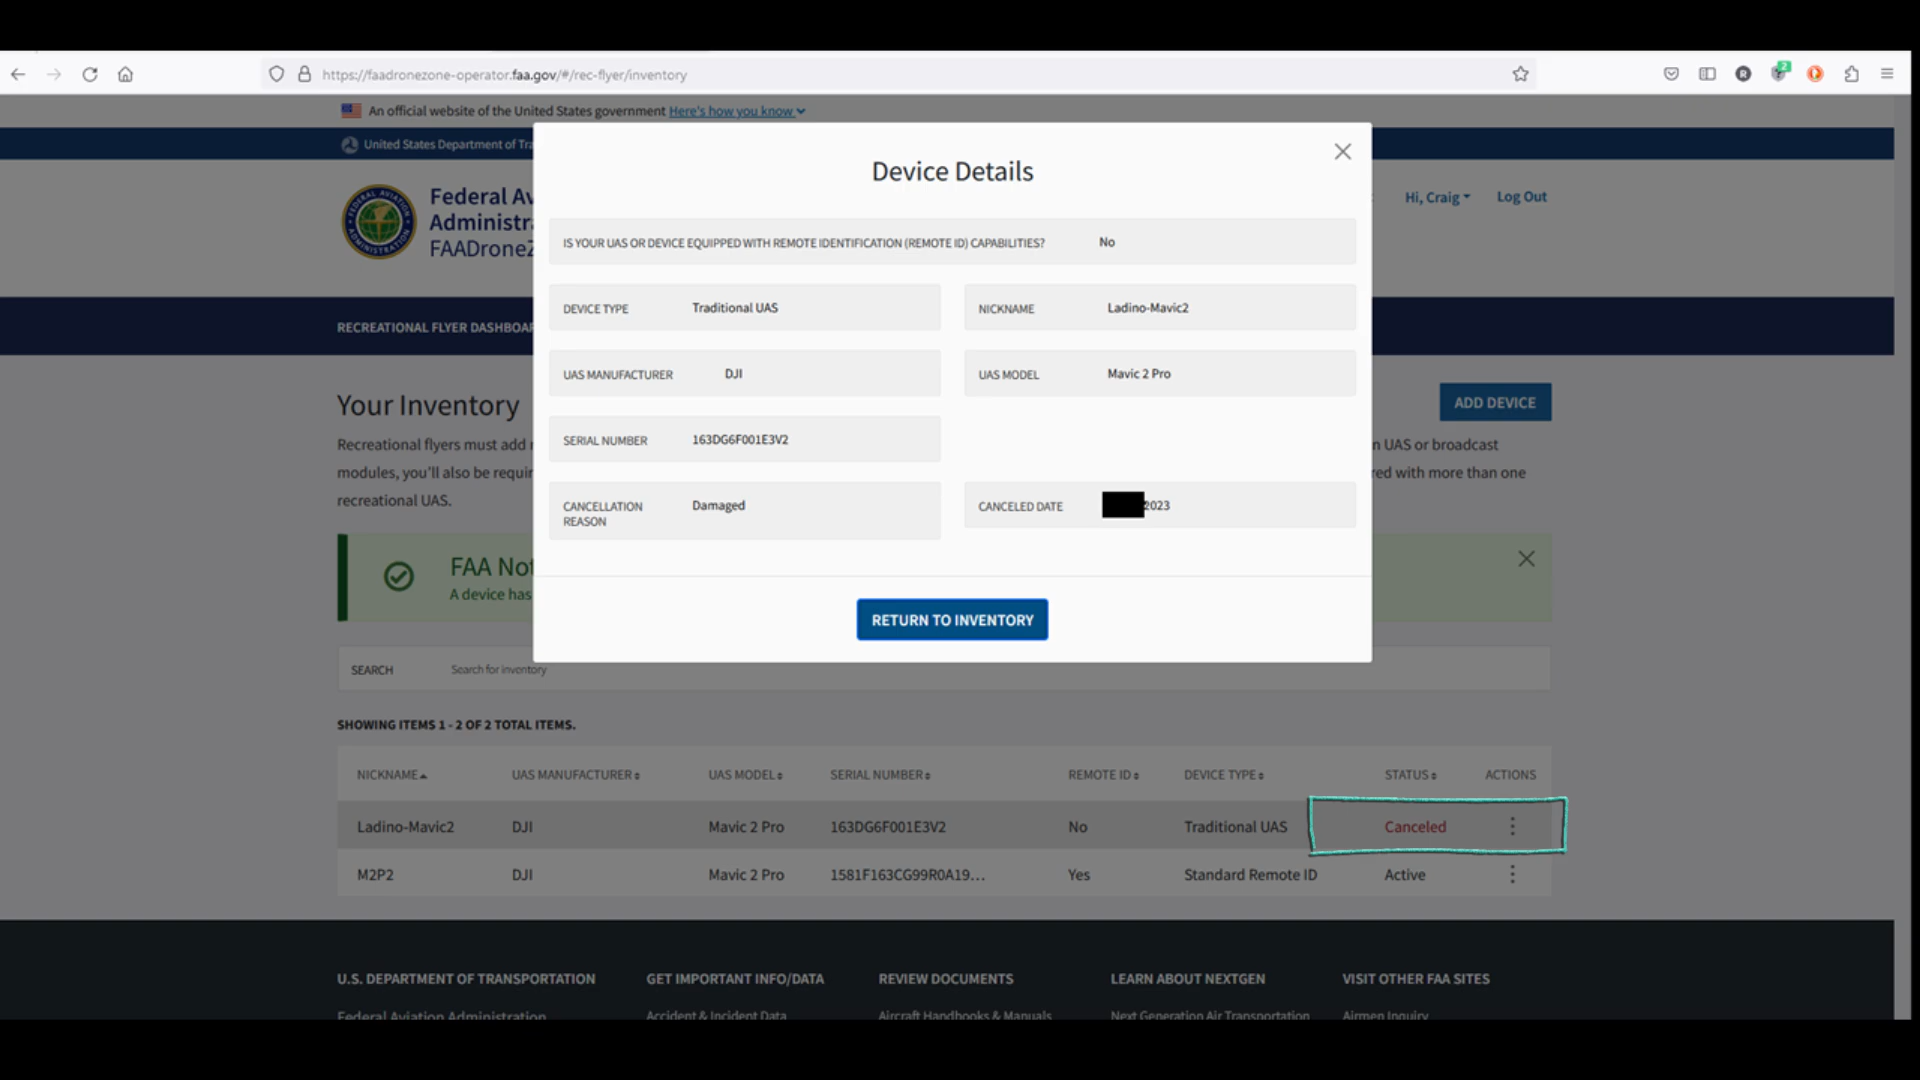 https://faadronezone-operator.faa.gov/#/rec-flyer/inventory
2
R
An official website of the United States government Here's how you know
United States Department of Tra
Federal Av
Administr
FAADroneZ
Hi, Craig
Log Out
RECREATIONAL FLYER DASHBOAR
Device Details
IS YOUR UAS OR DEVICE EQUIPPED WITH REMOTE IDENTIFICATION (REMOTE ID) CAPABILITIES? No
DEVICE TYPE Traditional UAS
NICKNAME Ladino-Mavic2
UAS MANUFACTURER DJI
UAS MODEL Mavic 2 Pro
SERIAL NUMBER 163DG6F001E3V2
CANCELLATION REASON Damaged
CANCELED DATE 2023
RETURN TO INVENTORY
Your Inventory
ADD DEVICE
Recreational flyers must add n UAS or broadcast
modules, you'll also be requir red with more than one
recreational UAS.
FAA Not
A device has
SEARCH Search for inventory
SHOWING ITEMS 1 - 2 OF 2 TOTAL ITEMS.
NICKNAME UAS MANUFACTURER UAS MODEL SERIAL NUMBER REMOTE ID DEVICE TYPE STATUS ACTIONS
Ladino-Mavic2 DJI Mavic 2 Pro 163DG6F001E3V2 No Traditional UAS Canceled
M2P2 DJI Mavic 2 Pro 1581F163CG99R0A19... Yes Standard Remote ID Active
U.S. DEPARTMENT OF TRANSPORTATION GET IMPORTANT INFO/DATA REVIEW DOCUMENTS LEARN ABOUT NEXTGEN VISIT OTHER FAA SITES
Federal Aviation Administration Accident & Incident Data Aircraft Handbooks & Manuals Next Generation Air Transportation Airmen Inquiry